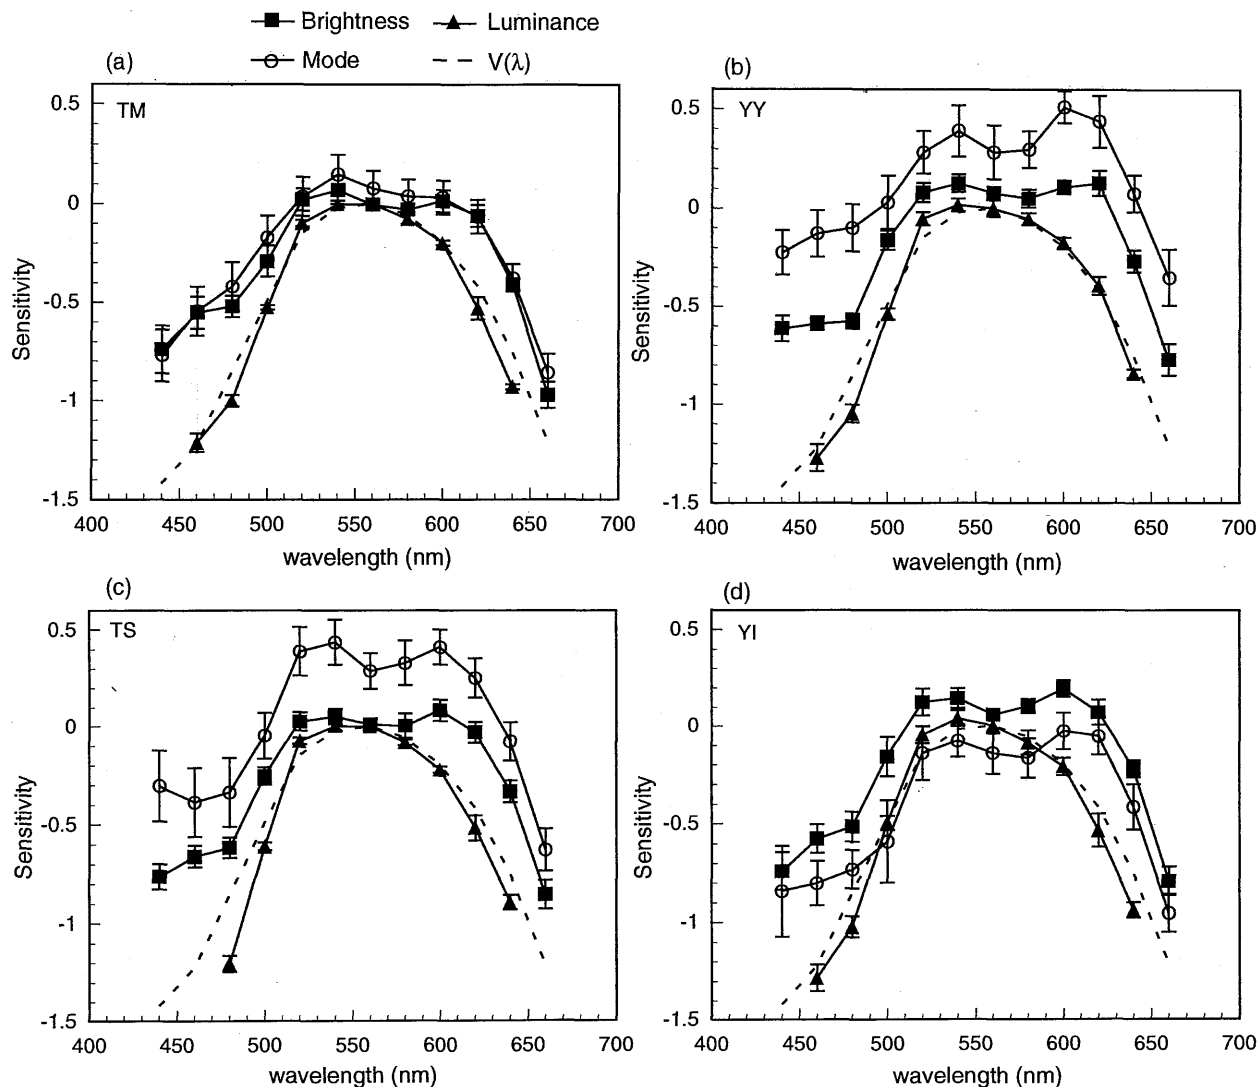 Brightness Luminance
Mode V(λ)
(a) (b)
TM YY
0.5
0
-0.5
-1
-1.5
Sensitivity
400 450 500 550 600 650 700
wavelength (nm)
0.5
0
-0.5
-1
-1.5
Sensitivity
400 450 500 550 600 650 700
wavelength (nm)
(c) (d)
TS YI
0.5
0
-0.5
-1
-1.5
Sensitivity
400 450 500 550 600 650 700
wavelength (nm)
0.5
0
-0.5
-1
-1.5
Sensitivity
400 450 500 550 600 650 700
wavelength (nm)